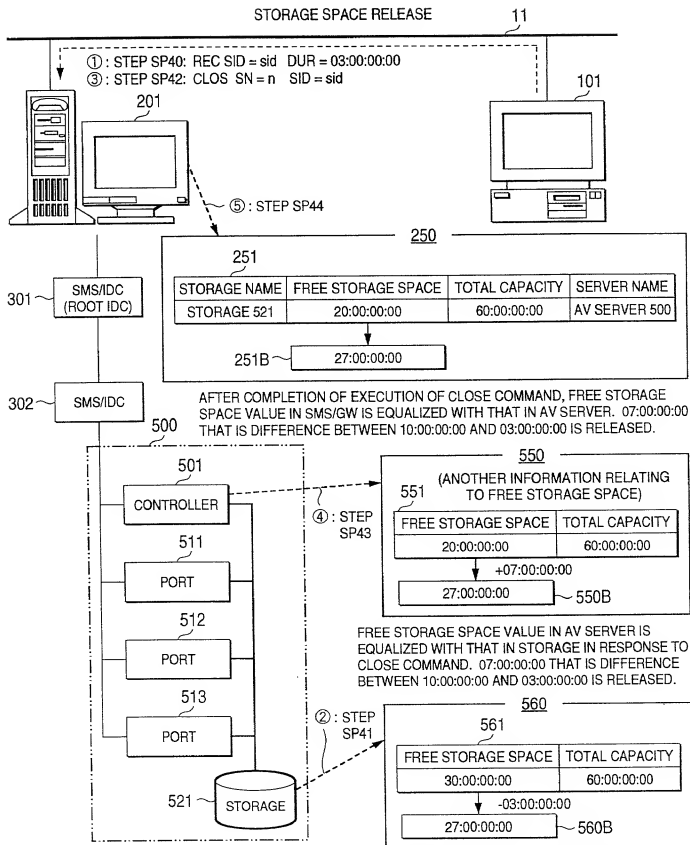 STORAGE SPACE RELEASE
11
① : STEP SP40: REC SID = sid DUR = 03:00:00:00
③ : STEP SP42: CLOS SN = n SID = sid
201
101
⑤ : STEP SP44
250
251
STORAGE NAME FREE STORAGE SPACE TOTAL CAPACITY SERVER NAME
STORAGE 521 20:00:00:00 60:00:00:00 AV SERVER 500
251B
27:00:00:00
301
SMS/IDC
(ROOT IDC)
302
SMS/IDC
AFTER COMPLETION OF EXECUTION OF CLOSE COMMAND, FREE STORAGE
SPACE VALUE IN SMS/GW IS EQUALIZED WITH THAT IN AV SERVER. 07:00:00:00
THAT IS DIFFERENCE BETWEEN 10:00:00:00 AND 03:00:00:00 IS RELEASED.
500
501
CONTROLLER
④ : STEP
SP43
550
(ANOTHER INFORMATION RELATING
TO FREE STORAGE SPACE)
551
FREE STORAGE SPACE TOTAL CAPACITY
20:00:00:00 60:00:00:00
+07:00:00:00
27:00:00:00
550B
511
PORT
512
PORT
513
PORT
FREE STORAGE SPACE VALUE IN AV SERVER IS
EQUALIZED WITH THAT IN STORAGE IN RESPONSE TO
CLOSE COMMAND. 07:00:00:00 THAT IS DIFFERENCE
BETWEEN 10:00:00:00 AND 03:00:00:00 IS RELEASED.
② : STEP
SP41
560
561
FREE STORAGE SPACE TOTAL CAPACITY
30:00:00:00 60:00:00:00
-03:00:00:00
27:00:00:00
560B
521
STORAGE